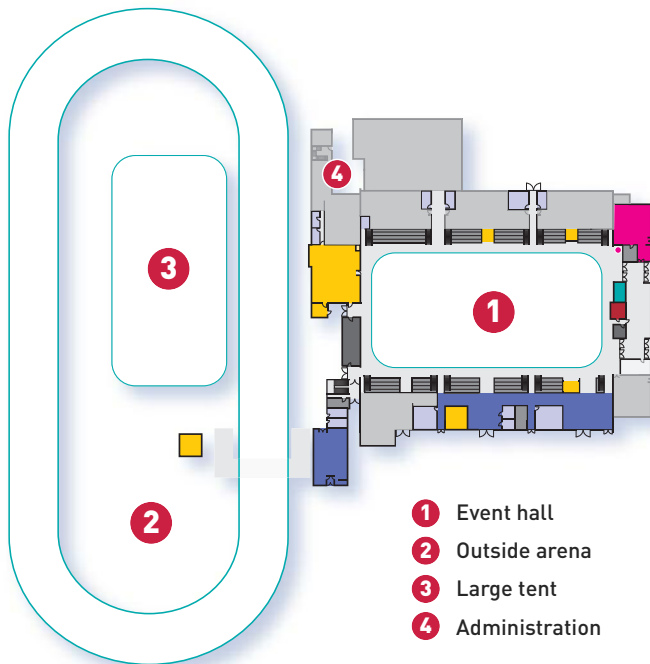 4
3
1
2
1 Event hall
2 Outside arena
3 Large tent
4 Administration